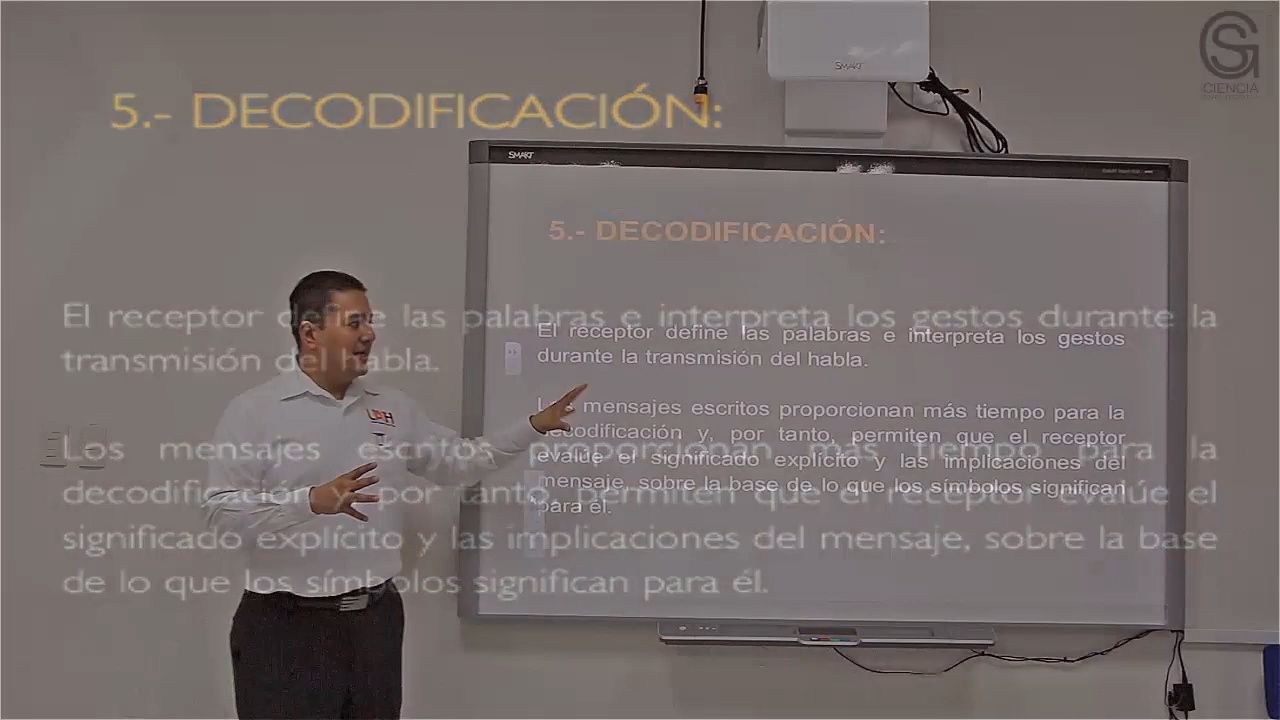 SMART
CIENCIA
5.- DECODIFICACIÓN:
El receptor define las palabras e interpreta los gestos durante la
transmisión del habla.
Los mensajes escritos proporcionan más tiempo para la
decodificación y, por tanto, permiten que el receptor evalúe el
significado explícito y las implicaciones del mensaje, sobre la base
de lo que los símbolos significan para él.
SMART
5.- DECODIFICACIÓN:
El receptor define las palabras e interpreta los gestos
durante la transmisión del habla.
mensajes escritos proporcionan más tiempo para la
decodificación y, por tanto, permiten que el receptor
evalúe el significado explícito y las implicaciones del
mensaje, sobre la base de lo que los símbolos significan
para él.